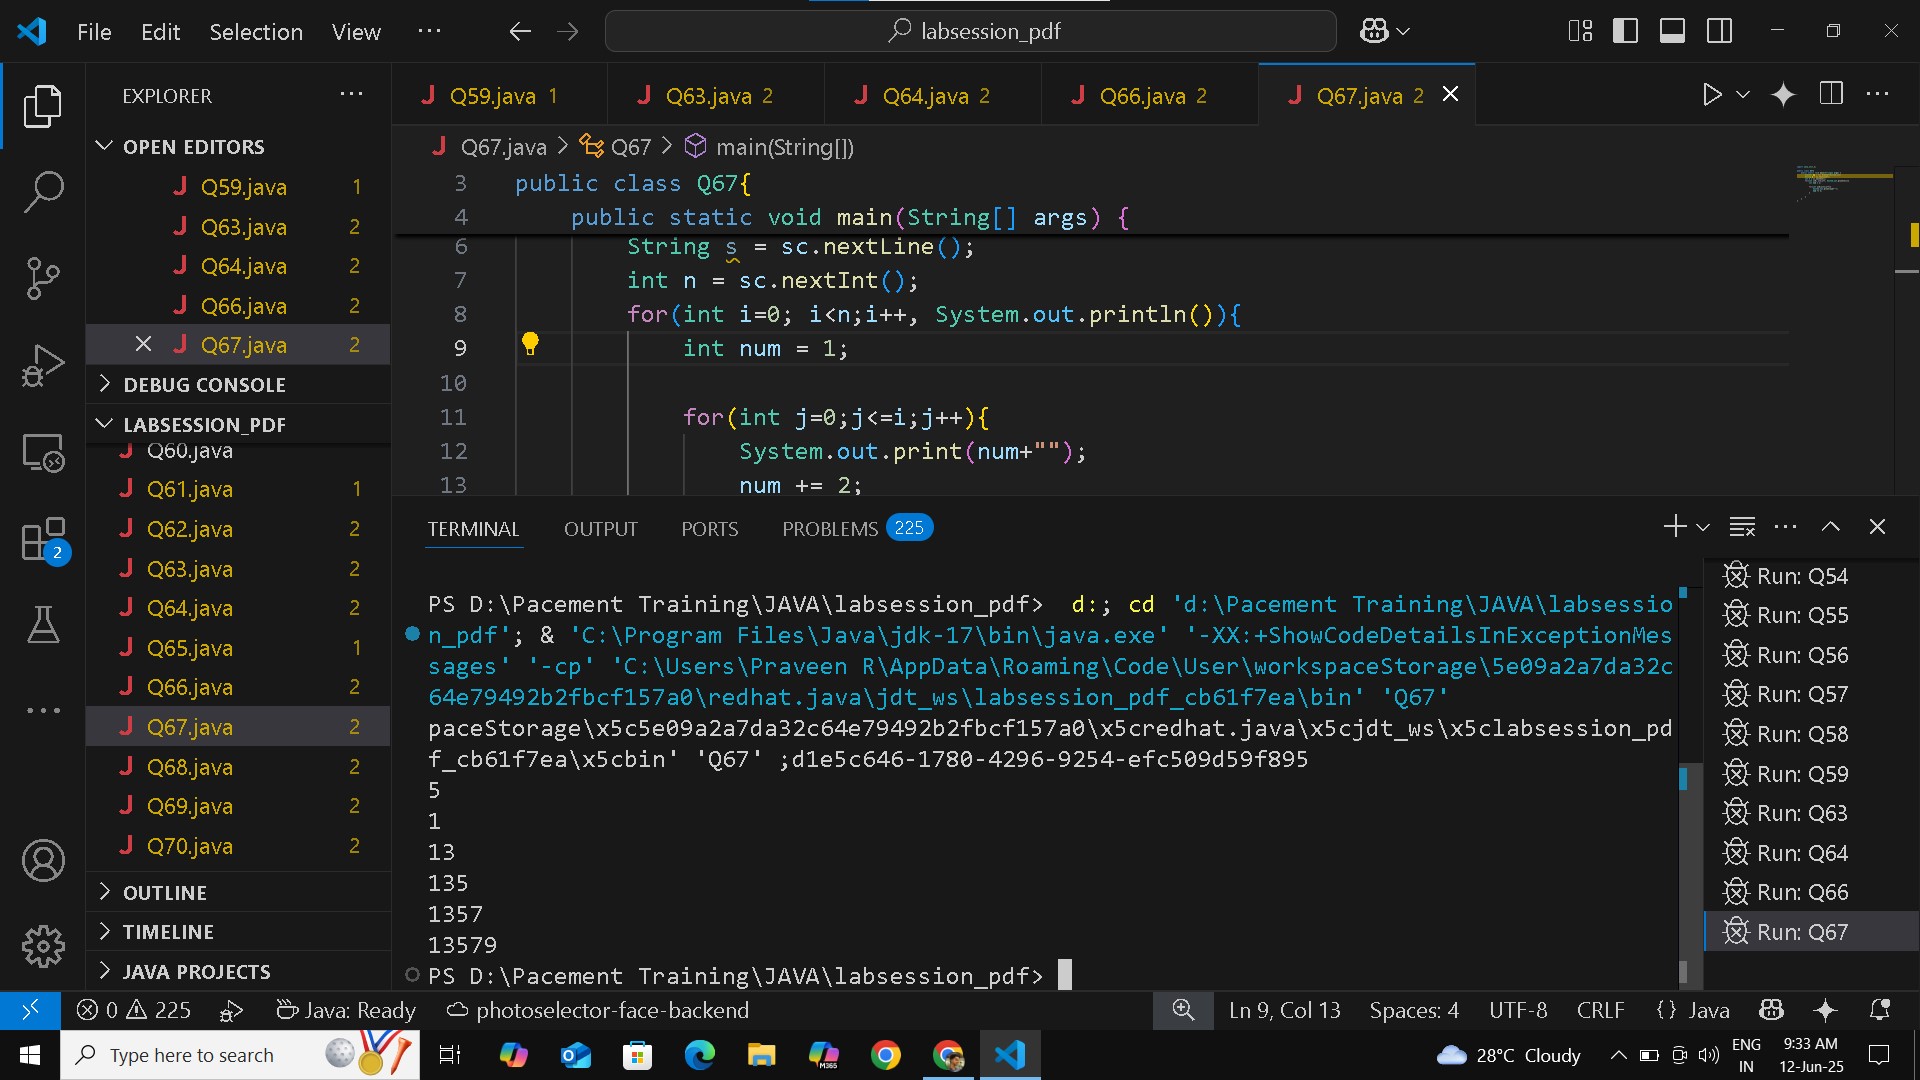 File Edit Selection View ··· labsession_pdf
EXPLORER ···
OPEN EDITORS
Q59.java 1
Q63.java 2
Q64.java 2
Q66.java 2
Q67.java 2
DEBUG CONSOLE
LABSESSION_PDF
Q60.java
Q61.java 1
Q62.java 2
Q63.java 2
Q64.java 2
Q65.java 1
Q66.java 2
Q67.java 2
Q68.java 2
Q69.java 2
Q70.java 2
OUTLINE
TIMELINE
JAVA PROJECTS
2
Q59.java 1 Q63.java 2 Q64.java 2 Q66.java 2 Q67.java 2
Q67.java > Q67 > main(String[])
3 public class Q67{
4 public static void main(String[] args) {
6 String s = sc.nextLine();
7 int n = sc.nextInt();
8 for(int i=0; i<n;i++, System.out.println()){
9 int num = 1;
10
11 for(int j=0;j<=i;j++){
12 System.out.print(num+"");
13 num += 2;
TERMINAL OUTPUT PORTS PROBLEMS 225
PS D:\Pacement Training\JAVA\labsession_pdf> d:; cd 'd:\Pacement Training\JAVA\labsessio
n_pdf'; & 'C:\Program Files\Java\jdk-17\bin\java.exe' '-XX:+ShowCodeDetailsInExceptionMes
sages' '-cp' 'C:\Users\Praveen R\AppData\Roaming\Code\User\workspaceStorage\5e09a2a7da32c
64e79492b2fbcf157a0\redhat.java\jdt_ws\labsession_pdf_cb61f7ea\bin' 'Q67'
paceStorage\x5c5e09a2a7da32c64e79492b2fbcf157a0\x5credhat.java\x5cjdt_ws\x5clabsession_pd
f_cb61f7ea\x5cbin' 'Q67' ;d1e5c646-1780-4296-9254-efc509d59f895
5
1
13
135
1357
13579
PS D:\Pacement Training\JAVA\labsession_pdf>
Run: Q54
Run: Q55
Run: Q56
Run: Q57
Run: Q58
Run: Q59
Run: Q63
Run: Q64
Run: Q66
Run: Q67
0 225 Java: Ready photoselector-face-backend Ln 9, Col 13 Spaces: 4 UTF-8 CRLF {} Java
Type here to search M365 28°C Cloudy ENG IN 9:33 AM 12-Jun-25